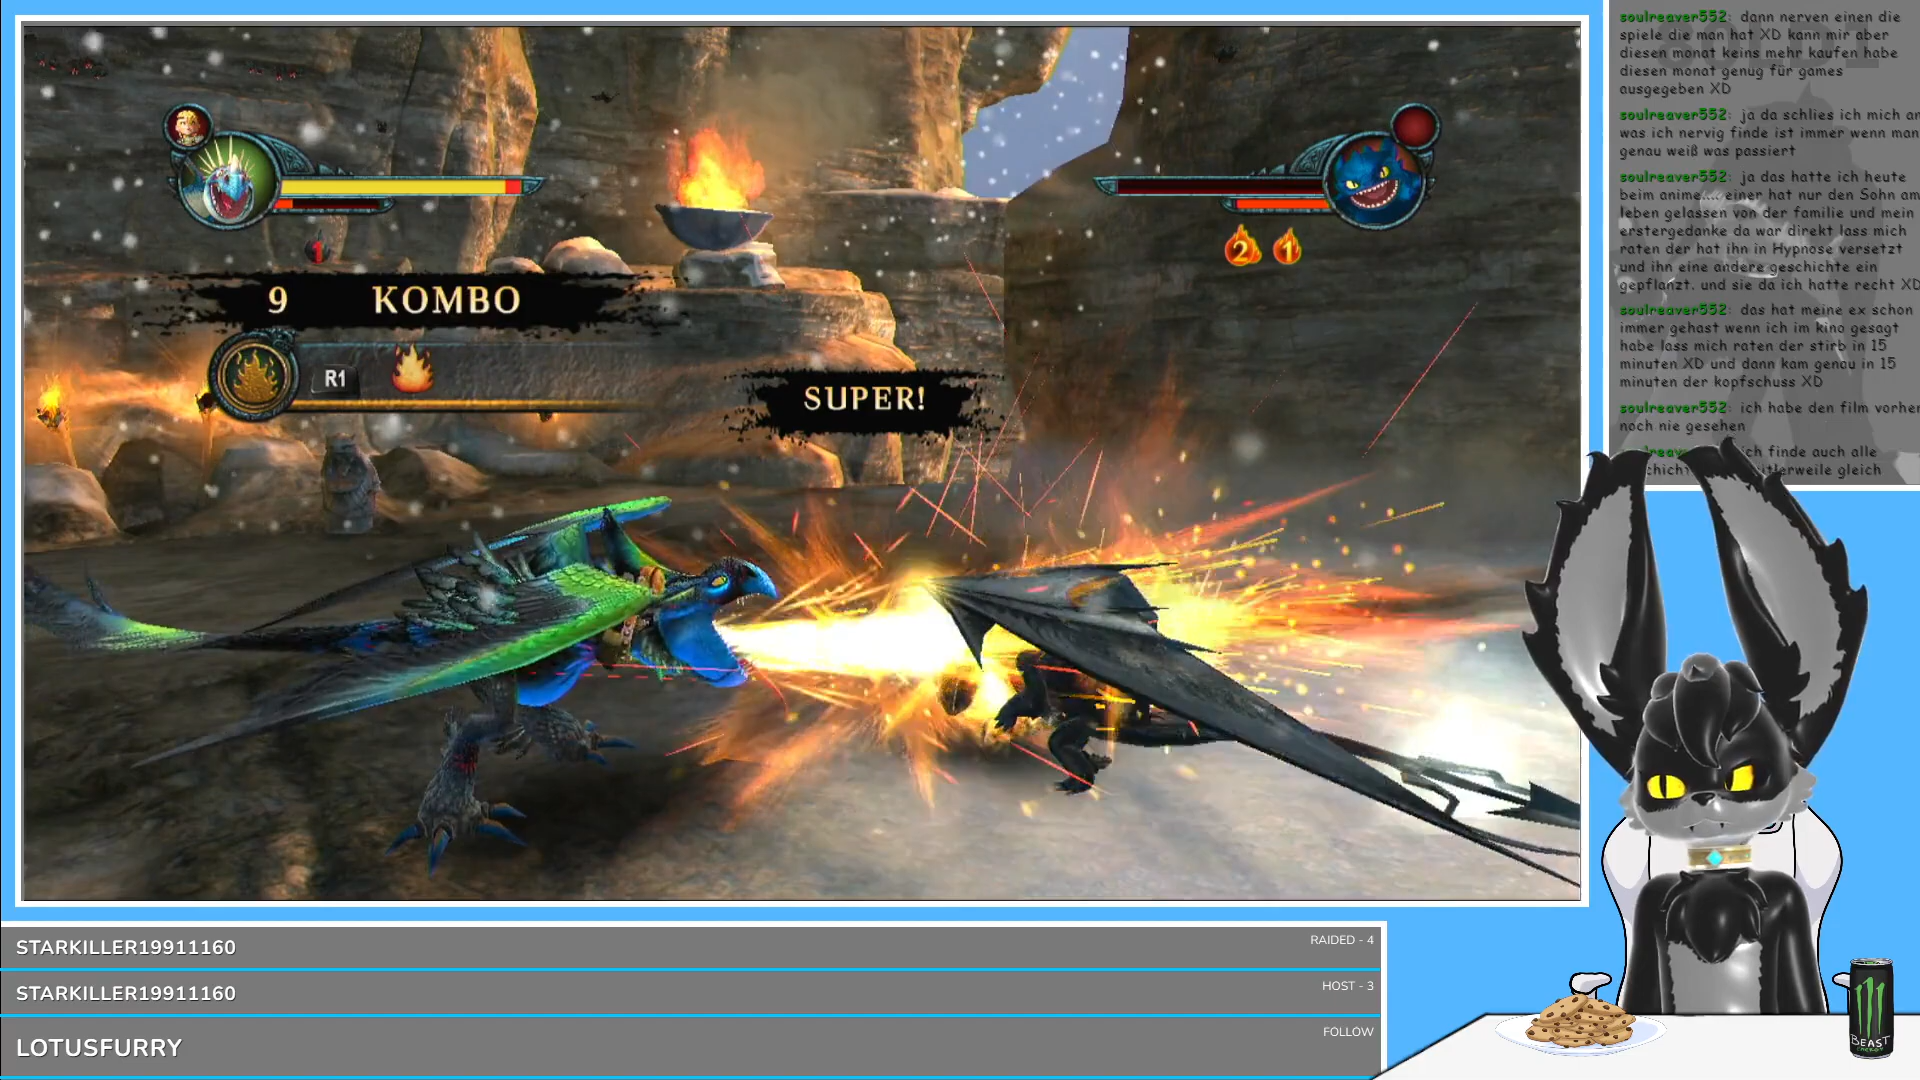 9 KOMBO
R1
SUPER!
1
2
1
soulreaver552: dann nerven einen die
spiele die man hat XD kann mir aber
diesen monat keins mehr kaufen habe
diesen monat genug für games
ausgegeben XD
soulreaver552: ja da schlies ich mich an
was ich nervig finde ist immer wenn man
genau weiß was passiert
soulreaver552: ja das hatte ich heute
beim anime.... einer hat nur den Sohn am
leben gelassen von der familie und mein
erstergedanke da war direkt lass mich
raten der hat ihn in Hypnose versetzt
und ihn eine andere geschichte ein
gepflanzt. und sie da ich hatte recht XD
soulreaver552: das hat meine ex schon
immer gehast wenn ich im kino gesagt
habe lass mich raten der stirb in 15
minuten XD und dann kam genau in 15
minuten der kopfschuss XD
soulreaver552: ich habe den film vorher
noch nie gesehen
ich finde auch alle
gleich
STARKILLER19911160
RAIDED - 4
STARKILLER19911160
HOST - 3
LOTUSFURRY
FOLLOW
BEAST